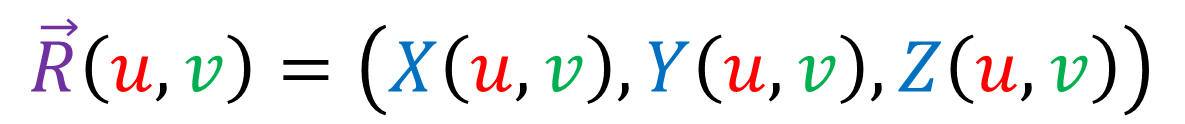 R⃗(u, v) = (X(u, v), Y(u, v), Z(u, v))